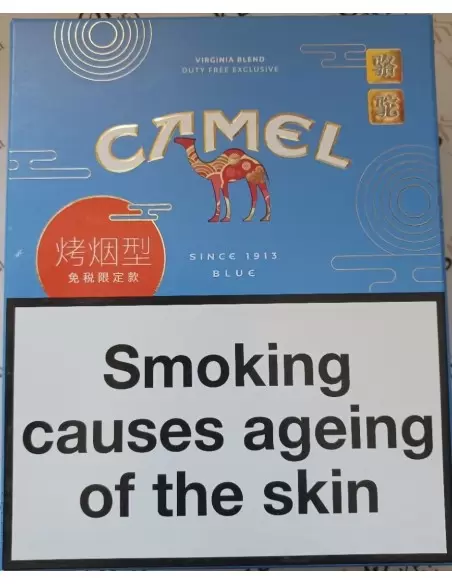 VIRGINIA BLEND
DUTY FREE EXCLUSIVE
骆
驼
CAMEL
烤烟型
免税限定款
SINCE 1913
BLUE
Smoking
causes ageing
of the skin